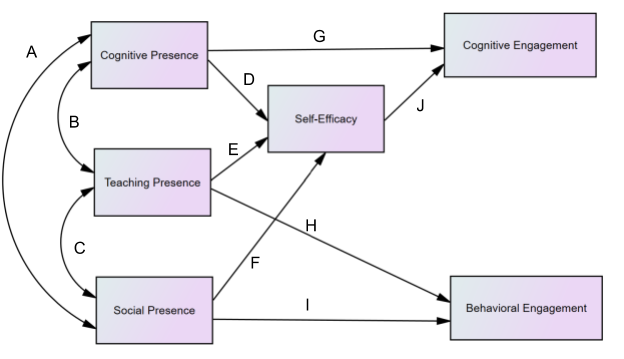 A
Cognitive Presence
G
Cognitive Engagement
D
B
Self-Efficacy
J
E
Teaching Presence
H
C
F
Social Presence
I
Behavioral Engagement